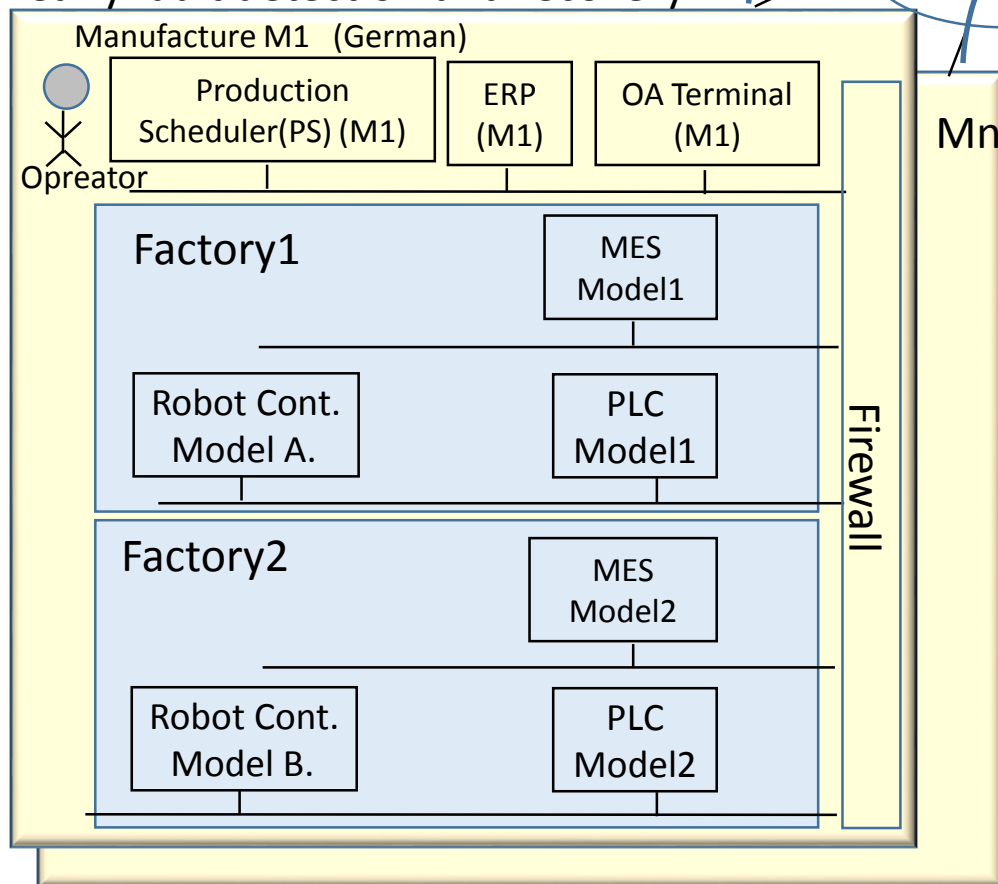 Manufacture M1 (German)
Production
Scheduler(PS) (M1)
ERP
(M1)
OA Terminal
(M1)
Opreator
Mn
Factory1
MES
Model1
Robot Cont.
Model A.
PLC
Model1
Firewall
Factory2
MES
Model2
Robot Cont.
Model B.
PLC
Model2